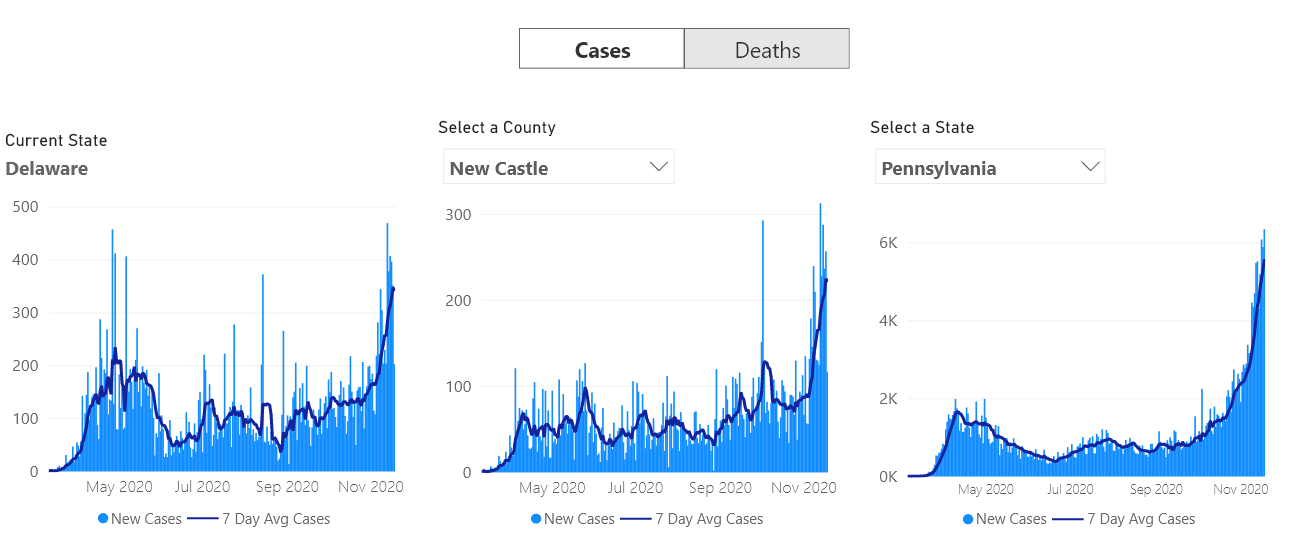 Cases Deaths
Current State
Delaware
500
400
300
200
100
0
May 2020 Jul 2020 Sep 2020 Nov 2020
New Cases 7 Day Avg Cases
Select a County
New Castle
300
200
100
0
May 2020 Jul 2020 Sep 2020 Nov 2020
New Cases 7 Day Avg Cases
Select a State
Pennsylvania
6K
4K
2K
0K
May 2020 Jul 2020 Sep 2020 Nov 2020
New Cases 7 Day Avg Cases